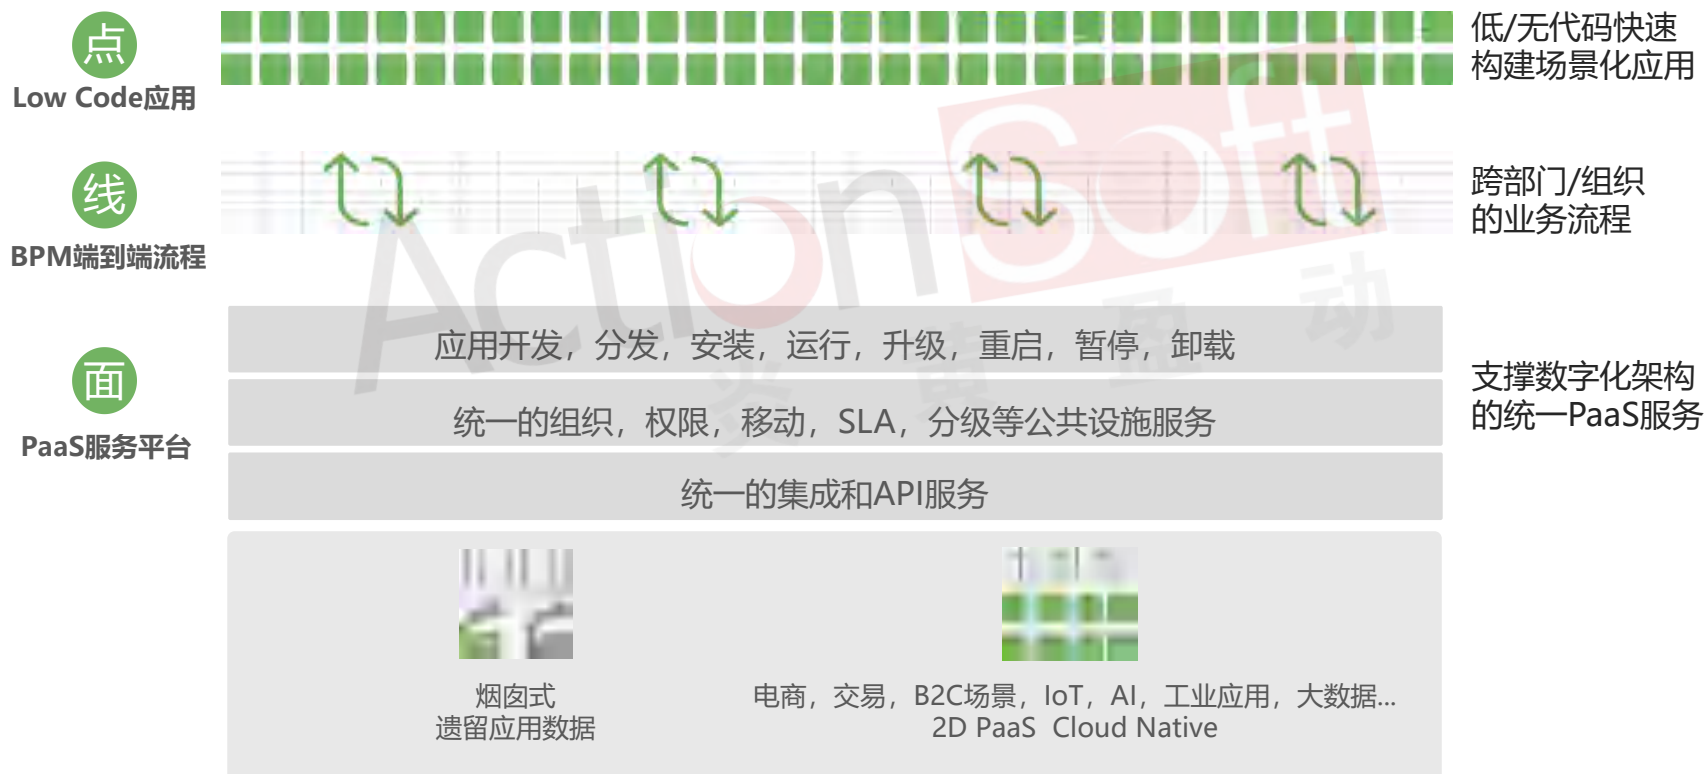 点
Low Code应用
低/无代码快速
构建场景化应用
线
BPM端到端流程
跨部门/组织
的业务流程
面
PaaS服务平台
应用开发，分发，安装，运行，升级，重启，暂停，卸载
统一的组织，权限，移动，SLA，分级等公共设施服务
统一的集成和API服务
支撑数字化架构
的统一PaaS服务
烟囱式
遗留应用数据
电商，交易，B2C场景，IoT，AI，工业应用，大数据...
2D PaaS  Cloud Native
ActionSoft
炎黄盈动